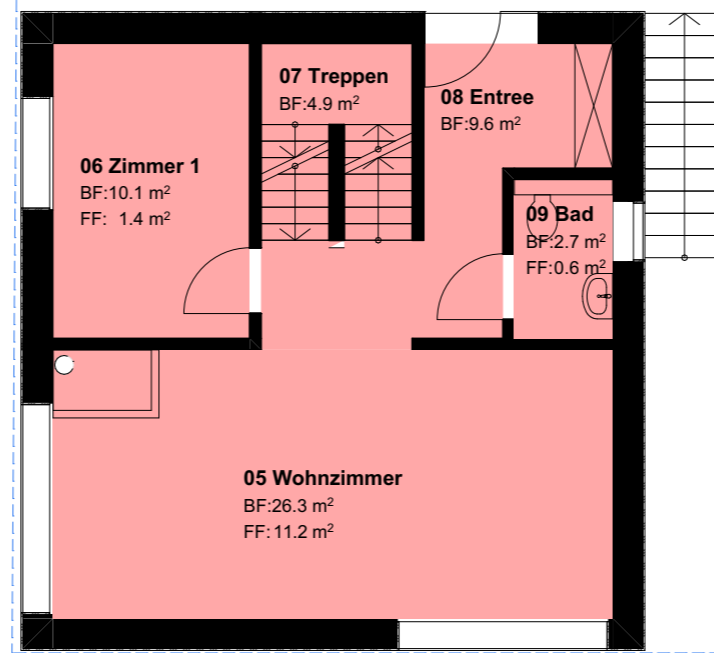 07 Treppen
BF:4.9 m²
08 Entree
BF:9.6 m²
06 Zimmer 1
BF:10.1 m²
FF: 1.4 m²
09 Bad
BF:2.7 m²
FF:0.6 m²
05 Wohnzimmer
BF:26.3 m²
FF:11.2 m²